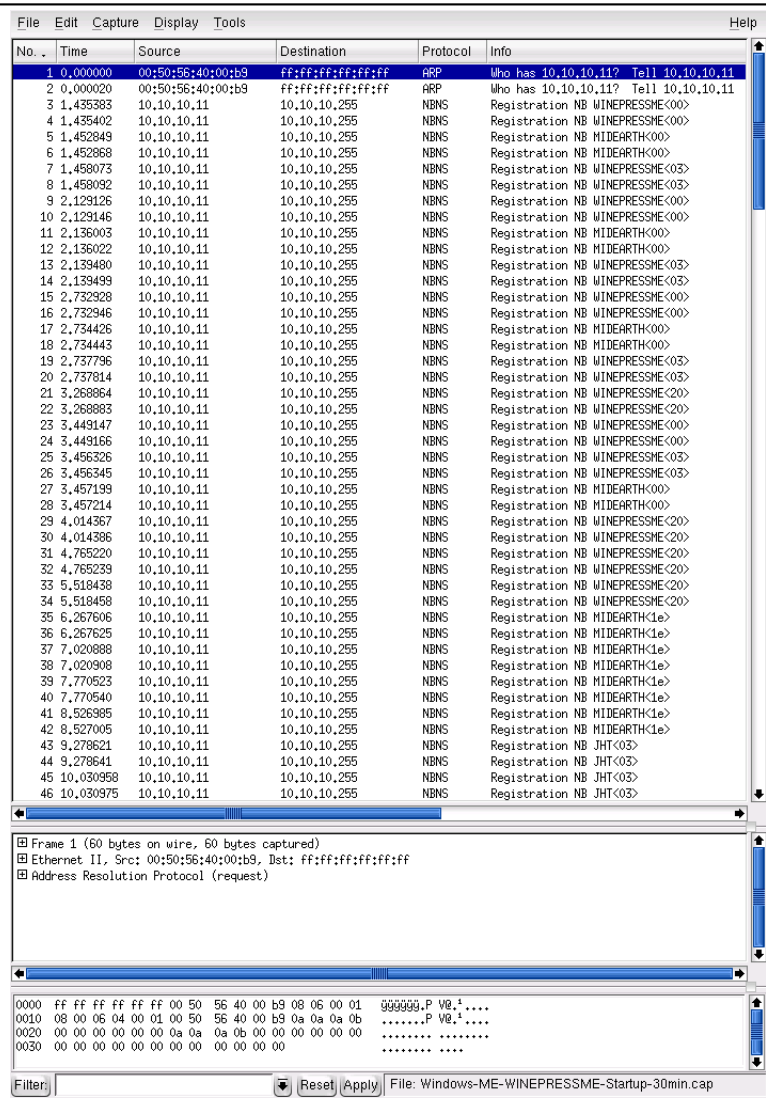 File Edit Capture Display Tools Help
No. . Time Source Destination Protocol Info
1 0.000000 00:50:56:40:00:b9 ff:ff:ff:ff:ff:ff ARP Who has 10.10.10.11? Tell 10.10.10.11
2 0.000020 00:50:56:40:00:b9 ff:ff:ff:ff:ff:ff ARP Who has 10.10.10.11? Tell 10.10.10.11
3 1.435383 10.10.10.11 10.10.10.255 NBNS Registration NB WINEPRESSME<00>
4 1.435402 10.10.10.11 10.10.10.255 NBNS Registration NB WINEPRESSME<00>
5 1.452849 10.10.10.11 10.10.10.255 NBNS Registration NB MIDEARTH<00>
6 1.452868 10.10.10.11 10.10.10.255 NBNS Registration NB MIDEARTH<00>
7 1.458073 10.10.10.11 10.10.10.255 NBNS Registration NB WINEPRESSME<03>
8 1.458092 10.10.10.11 10.10.10.255 NBNS Registration NB WINEPRESSME<03>
9 2.129126 10.10.10.11 10.10.10.255 NBNS Registration NB WINEPRESSME<00>
10 2.129146 10.10.10.11 10.10.10.255 NBNS Registration NB WINEPRESSME<00>
11 2.136003 10.10.10.11 10.10.10.255 NBNS Registration NB MIDEARTH<00>
12 2.136022 10.10.10.11 10.10.10.255 NBNS Registration NB MIDEARTH<00>
13 2.139480 10.10.10.11 10.10.10.255 NBNS Registration NB WINEPRESSME<03>
14 2.139499 10.10.10.11 10.10.10.255 NBNS Registration NB WINEPRESSME<03>
15 2.732928 10.10.10.11 10.10.10.255 NBNS Registration NB WINEPRESSME<00>
16 2.732946 10.10.10.11 10.10.10.255 NBNS Registration NB WINEPRESSME<00>
17 2.734426 10.10.10.11 10.10.10.255 NBNS Registration NB MIDEARTH<00>
18 2.734443 10.10.10.11 10.10.10.255 NBNS Registration NB MIDEARTH<00>
19 2.737796 10.10.10.11 10.10.10.255 NBNS Registration NB WINEPRESSME<03>
20 2.737814 10.10.10.11 10.10.10.255 NBNS Registration NB WINEPRESSME<03>
21 3.268864 10.10.10.11 10.10.10.255 NBNS Registration NB WINEPRESSME<20>
22 3.268883 10.10.10.11 10.10.10.255 NBNS Registration NB WINEPRESSME<20>
23 3.449147 10.10.10.11 10.10.10.255 NBNS Registration NB WINEPRESSME<00>
24 3.449166 10.10.10.11 10.10.10.255 NBNS Registration NB WINEPRESSME<00>
25 3.456326 10.10.10.11 10.10.10.255 NBNS Registration NB WINEPRESSME<03>
26 3.456345 10.10.10.11 10.10.10.255 NBNS Registration NB WINEPRESSME<03>
27 3.457199 10.10.10.11 10.10.10.255 NBNS Registration NB MIDEARTH<00>
28 3.457214 10.10.10.11 10.10.10.255 NBNS Registration NB MIDEARTH<00>
29 4.014367 10.10.10.11 10.10.10.255 NBNS Registration NB WINEPRESSME<20>
30 4.014386 10.10.10.11 10.10.10.255 NBNS Registration NB WINEPRESSME<20>
31 4.765220 10.10.10.11 10.10.10.255 NBNS Registration NB WINEPRESSME<20>
32 4.765239 10.10.10.11 10.10.10.255 NBNS Registration NB WINEPRESSME<20>
33 5.518438 10.10.10.11 10.10.10.255 NBNS Registration NB WINEPRESSME<20>
34 5.518458 10.10.10.11 10.10.10.255 NBNS Registration NB WINEPRESSME<20>
35 6.267606 10.10.10.11 10.10.10.255 NBNS Registration NB MIDEARTH<1e>
36 6.267625 10.10.10.11 10.10.10.255 NBNS Registration NB MIDEARTH<1e>
37 7.020888 10.10.10.11 10.10.10.255 NBNS Registration NB MIDEARTH<1e>
38 7.020908 10.10.10.11 10.10.10.255 NBNS Registration NB MIDEARTH<1e>
39 7.770523 10.10.10.11 10.10.10.255 NBNS Registration NB MIDEARTH<1e>
40 7.770540 10.10.10.11 10.10.10.255 NBNS Registration NB MIDEARTH<1e>
41 8.526985 10.10.10.11 10.10.10.255 NBNS Registration NB MIDEARTH<1e>
42 8.527005 10.10.10.11 10.10.10.255 NBNS Registration NB MIDEARTH<1e>
43 9.278621 10.10.10.11 10.10.10.255 NBNS Registration NB JHT<03>
44 9.278641 10.10.10.11 10.10.10.255 NBNS Registration NB JHT<03>
45 10.030958 10.10.10.11 10.10.10.255 NBNS Registration NB JHT<03>
46 10.030975 10.10.10.11 10.10.10.255 NBNS Registration NB JHT<03>
Frame 1 (60 bytes on wire, 60 bytes captured)
Ethernet II, Src: 00:50:56:40:00:b9, Dst: ff:ff:ff:ff:ff:ff
Address Resolution Protocol (request)
0000 ff ff ff ff ff ff 00 50 56 40 00 b9 08 06 00 01 ÿÿÿÿÿÿ.P V@.¹....
0010 08 00 06 04 00 01 00 50 56 40 00 b9 0a 0a 0a 0b .......P V@.¹....
0020 00 00 00 00 00 00 0a 0a 0a 0b 00 00 00 00 00 00 ........ ........
0030 00 00 00 00 00 00 00 00 00 00 00 00 ........ ....
Filter: Reset Apply File: Windows-ME-WINEPRESSME-Startup-30min.cap